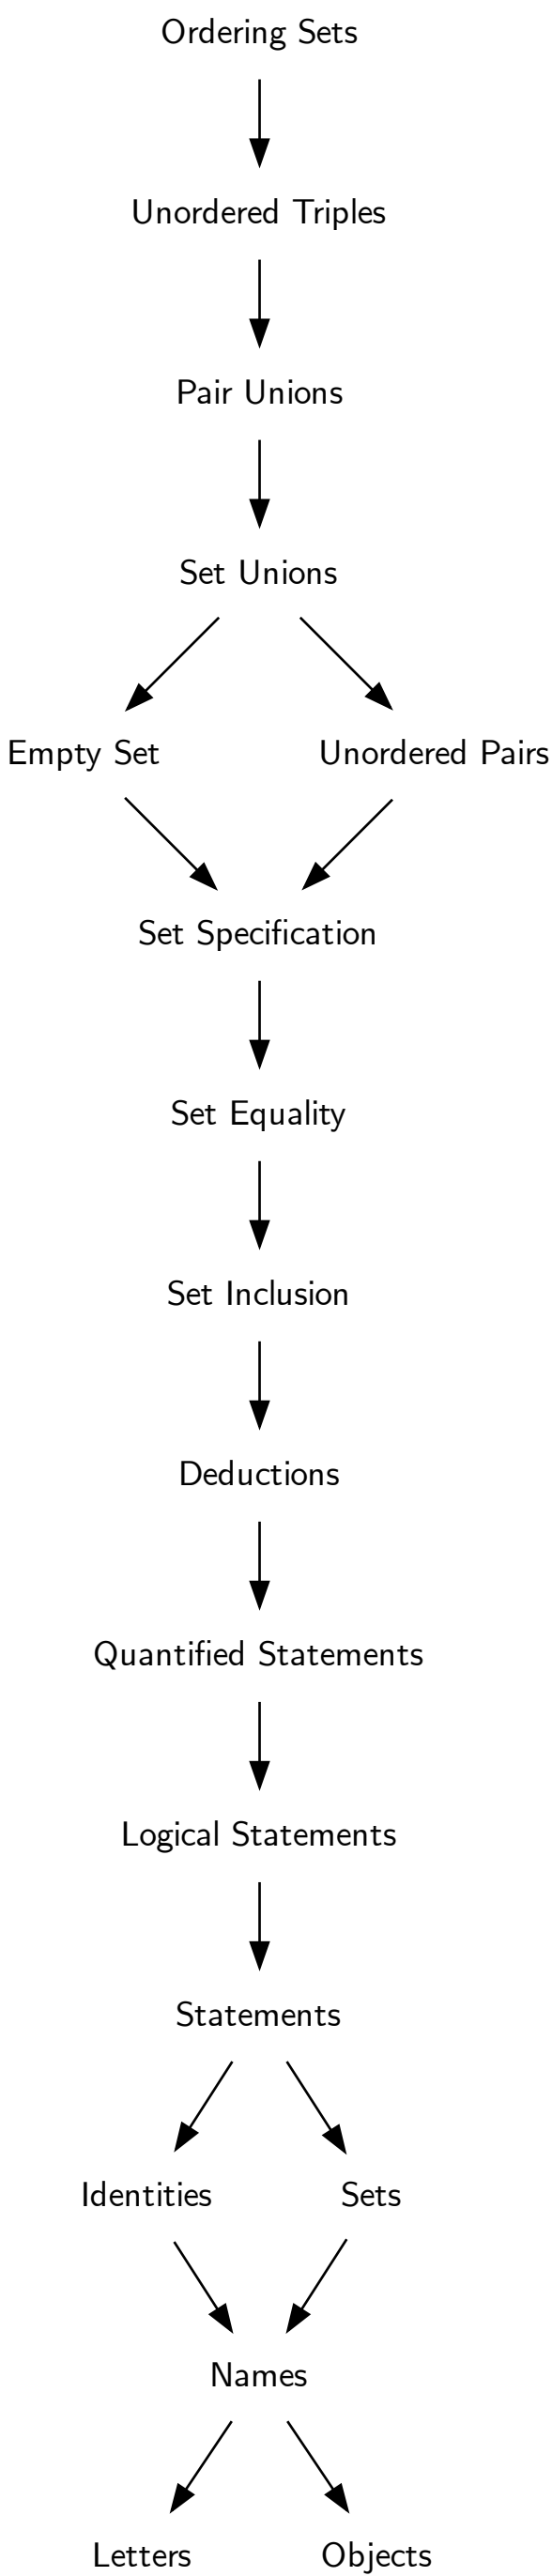 Ordering Sets
Unordered Triples
Pair Unions
Set Unions
Empty Set
Unordered Pairs
Set Specification
Set Equality
Set Inclusion
Deductions
Quantified Statements
Logical Statements
Statements
Identities
Sets
Names
Letters
Objects